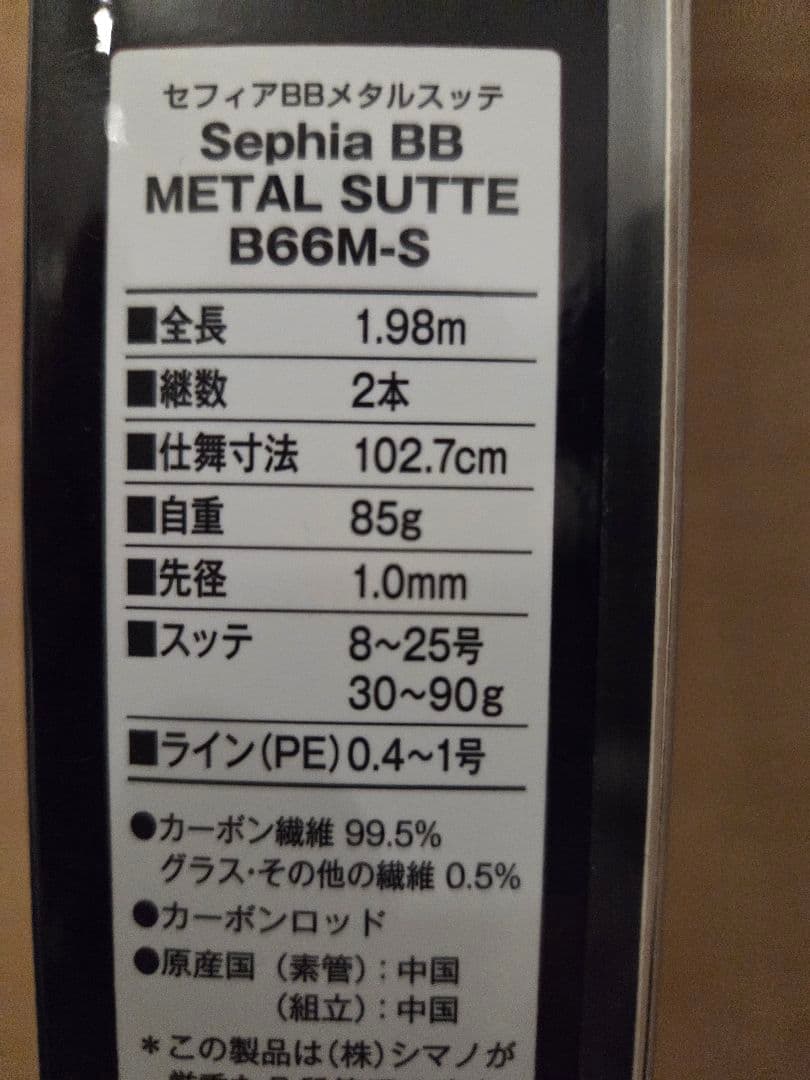 セフィアBBメタルスッテ
Sephia BB
METAL SUTTE
B66M-S
■全長 1.98m
■継数 2本
■仕舞寸法 102.7cm
■自重 85g
■先径 1.0mm
■スッテ 8~25号
30~90g
■ライン(PE) 0.4~1号
●カーボン繊維 99.5%
グラス・その他の繊維 0.5%
●カーボンロッド
●原産国(素管):中国
(組立):中国
*この製品は(株)シマノが